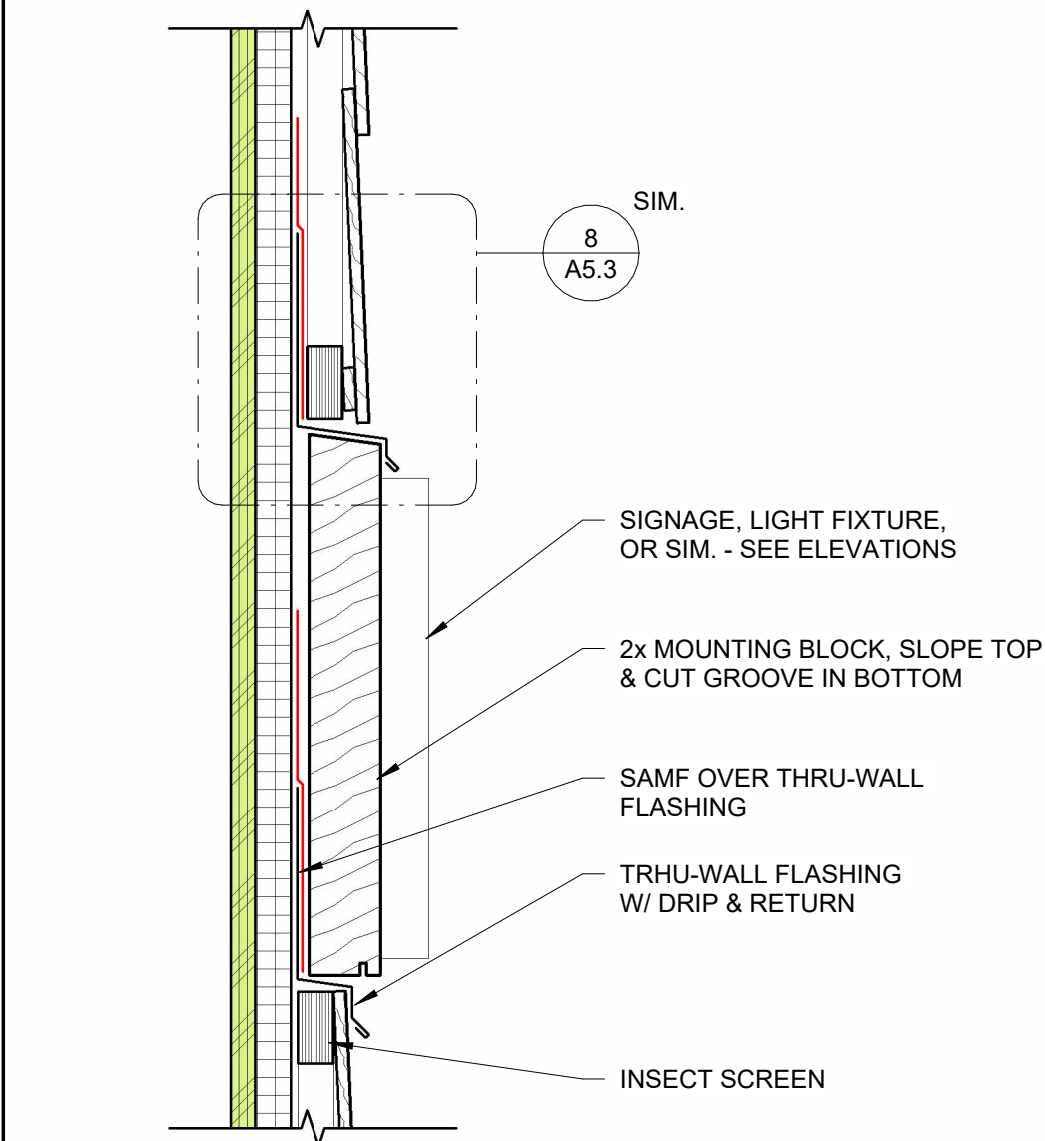 SIM.
8
A5.3
SIGNAGE, LIGHT FIXTURE,
OR SIM. - SEE ELEVATIONS
2x MOUNTING BLOCK, SLOPE TOP
& CUT GROOVE IN BOTTOM
SAMF OVER THRU-WALL
FLASHING
TRHU-WALL FLASHING
W/ DRIP & RETURN
INSECT SCREEN